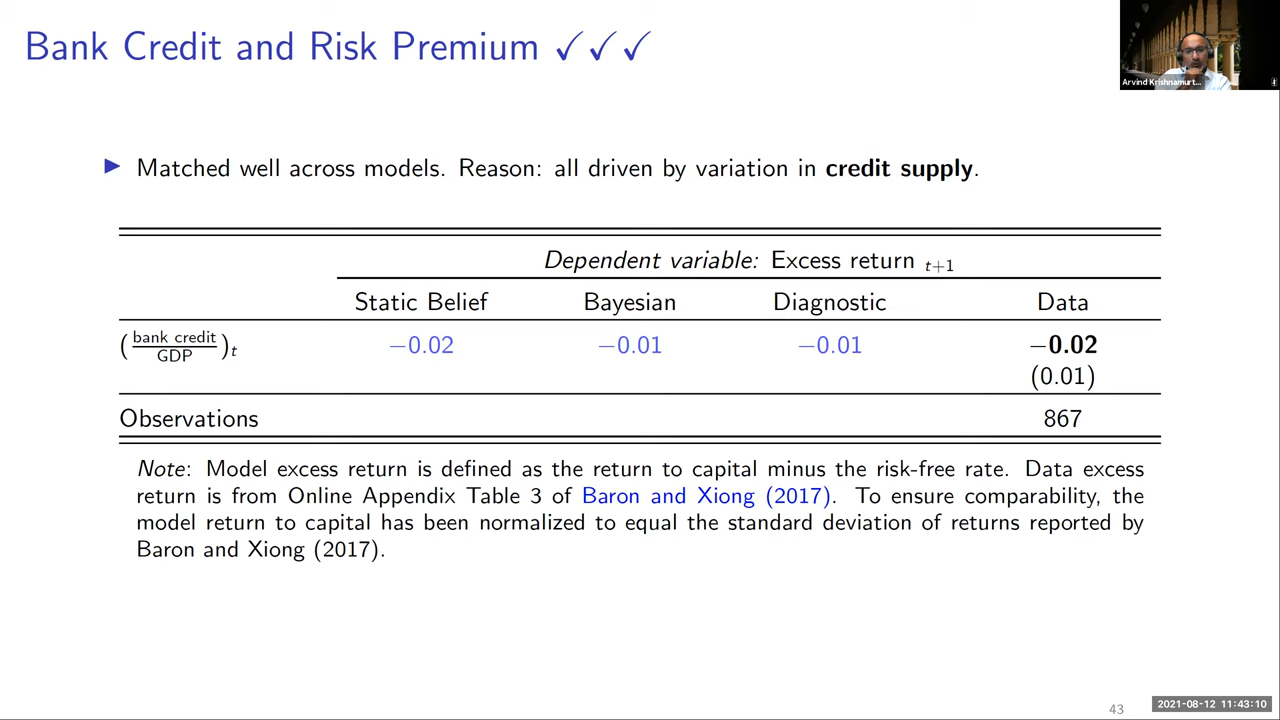 Bank Credit and Risk Premium ✓✓✓
Arvind Krishnamurt...
▶ Matched well across models. Reason: all driven by variation in credit supply.
Dependent variable: Excess return t+1
Static Belief Bayesian Diagnostic Data
(bank credit/GDP)t −0.02 −0.01 −0.01 −0.02
(0.01)
Observations 867
Note: Model excess return is defined as the return to capital minus the risk-free rate. Data excess
return is from Online Appendix Table 3 of Baron and Xiong (2017). To ensure comparability, the
model return to capital has been normalized to equal the standard deviation of returns reported by
Baron and Xiong (2017).
43
2021-08-12 11:43:10